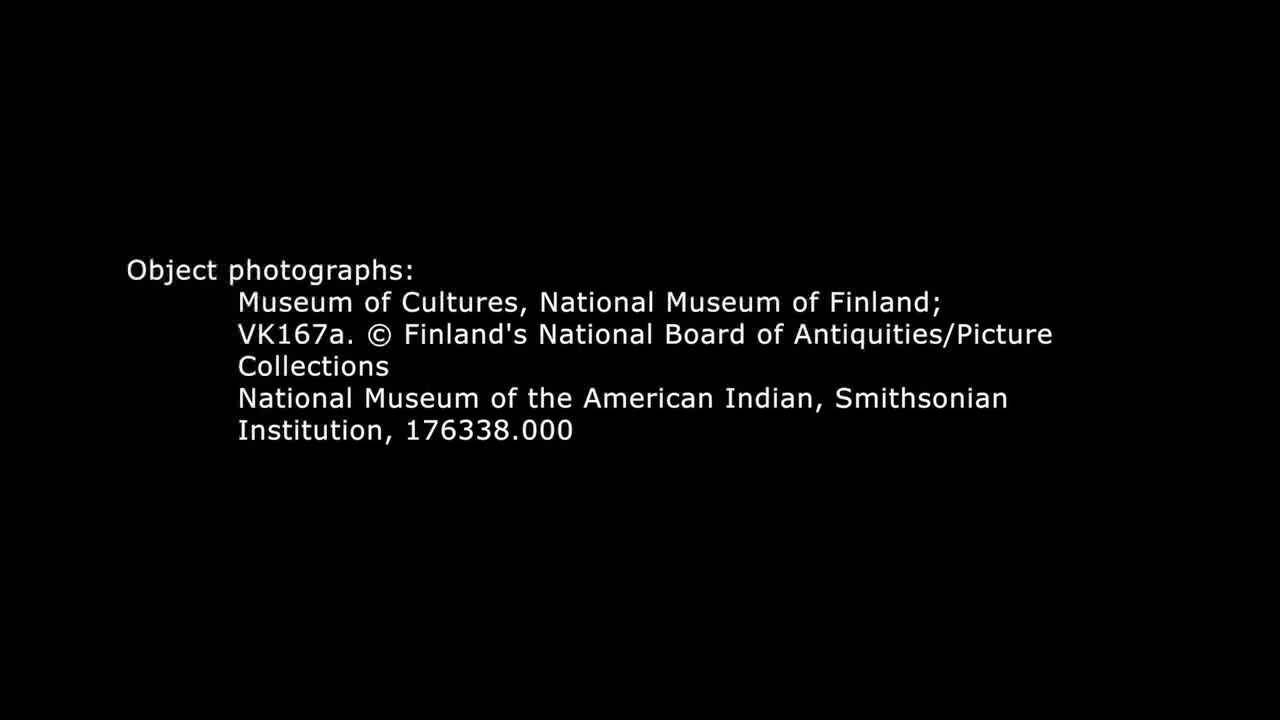 Object photographs:
Museum of Cultures, National Museum of Finland;
VK167a. © Finland's National Board of Antiquities/Picture
Collections
National Museum of the American Indian, Smithsonian
Institution, 176338.000